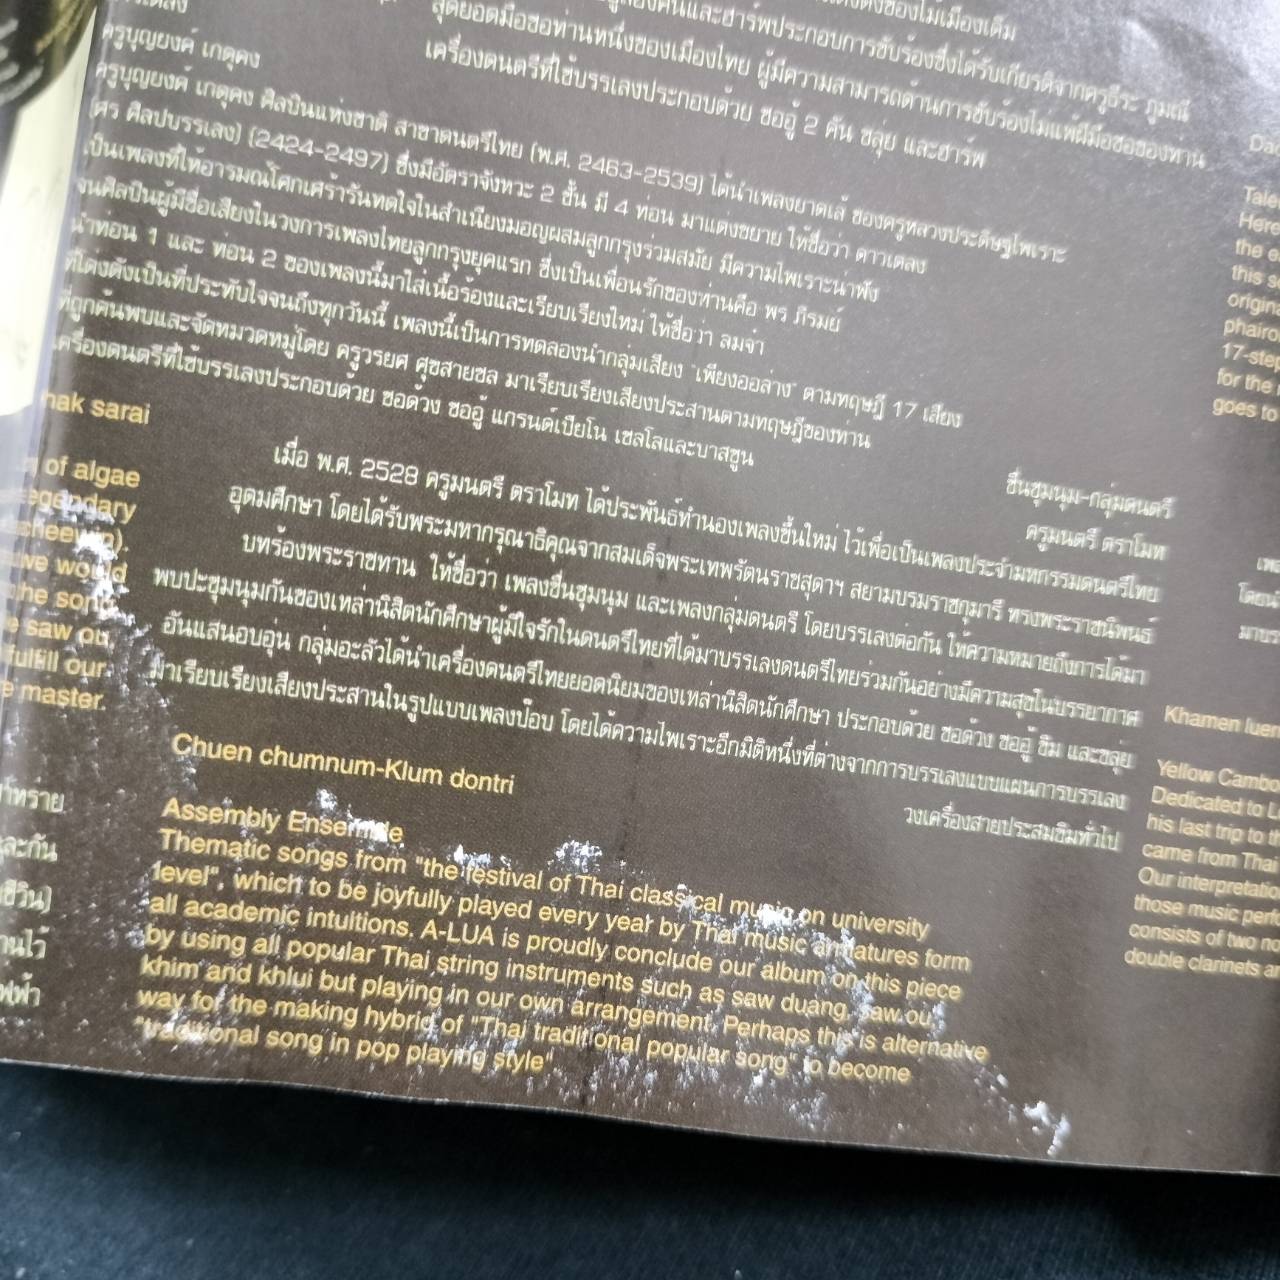 สุดยอดมือซอท่านหนึ่งของเมืองไทย ผู้มีความสามารถด้านการขับร้องไม่แพ้ฝีมือซอของท่าน
เครื่องดนตรีที่ใช้บรรเลงประกอบด้วย ซออู้ 2 คัน ขลุ่ย และฮาร์พ
ครูบุญยงค์ เกตุคง
ครูบุญยงค์ เกตุคง ศิลปินแห่งชาติ สาขาดนตรีไทย (พ.ศ. 2463-2539) ได้นำเพลงยาดเล้ ของครูหลวงประดิษฐไพเราะ
(ศร ศิลปบรรเลง) (2424-2497) ซึ่งมีอัตราจังหวะ 2 ชั้น มี 4 ท่อน มาแต่งขยาย ให้ชื่อว่า ดาวเคลง
เป็นเพลงที่ให้อารมณ์โศกเศร้ารันทดใจในสำเนียงมอญผสมลูกกรุงร่วมสมัย มีความไพเราะน่าฟัง
จนศิลปินผู้มีชื่อเสียงในวงการเพลงไทยลูกกรุงยุคแรก ซึ่งเป็นเพื่อนรักของท่านคือ พร ภิรมย์
นำท่อน 1 และ ท่อน 2 ของเพลงนี้มาใส่เนื้อร้องและเรียบเรียงใหม่ ให้ชื่อว่า ลมจ๋า
ที่โด่งดังเป็นที่ประทับใจจนถึงทุกวันนี้ เพลงนี้เป็นการทดลองนำกลุ่มเสียง "เพียงออล่าง" ตามทฤษฎี 17 เสียง
ที่ถูกค้นพบและจัดหมวดหมู่โดย ครูวรยศ ศุขสายชล มาเรียบเรียงเสียงประสานตามทฤษฎีของท่าน
เครื่องดนตรีที่ใช้บรรเลงประกอบด้วย ซอด้วง ซออู้ แกรนด์เปียโน เชลโลและบาสซูน
ชื่นชุมนุม-กลุ่มดนตรี
ครูมนตรี ตราโมท
เมื่อ พ.ศ. 2528 ครูมนตรี ตราโมท ได้ประพันธ์ทำนองเพลงขึ้นใหม่ ไว้เพื่อเป็นเพลงประจำมหกรรมดนตรีไทย
อุดมศึกษา โดยได้รับพระมหากรุณาธิคุณจากสมเด็จพระเทพรัตนราชสุดาฯ สยามบรมราชกุมารี ทรงพระราชนิพนธ์
บทร้องพระราชทาน ให้ชื่อว่า เพลงชื่นชุมนุม และเพลงกลุ่มดนตรี โดยบรรเลงต่อกัน ให้ความหมายถึงการได้มา
พบปะชุมนุมกันของเหล่านิสิตนักศึกษาผู้มีใจรักในดนตรีไทยที่ได้มาบรรเลงดนตรีไทยร่วมกันอย่างมีความสุขในบรรยากาศ
อันแสนอบอุ่น กลุ่มอะลัวได้นำเครื่องดนตรีไทยยอดนิยมของเหล่านิสิตนักศึกษา ประกอบด้วย ซอด้วง ซออู้ ขิม และขลุ่ย
มาเรียบเรียงเสียงประสานในรูปแบบเพลงป๊อบ โดยได้ความไพเราะอีกมิติหนึ่งที่ต่างจากการบรรเลงแบบแผนการบรรเลง
วงเครื่องสายประสมขิมทั่วไป
Chuen chumnum-Klum dontri
Assembly Ensemble
Thematic songs from "the festival of Thai classical music on university
level", which to be joyfully played every year by Thai music amatures form
all academic intuitions. A-LUA is proudly conclude our album on this piece
by using all popular Thai string instruments such as saw duang, saw ou,
khim and khlui but playing in our own arrangement. Perhaps this is alternative
way for the making hybrid of "Thai traditional popular song" to become
"traditional song in pop playing style"
nak sarai
of algae
legendary
we would
the song
saw ou
fulfill our
master.
Khamen luen
Yellow Cambo
Dedicated to L
his last trip to th
came from Thai
Our interpretatio
those music perf
consists of two no
double clarinets a
Tale
Here
the e
this s
origin
phairo
17-step
for the
goes to